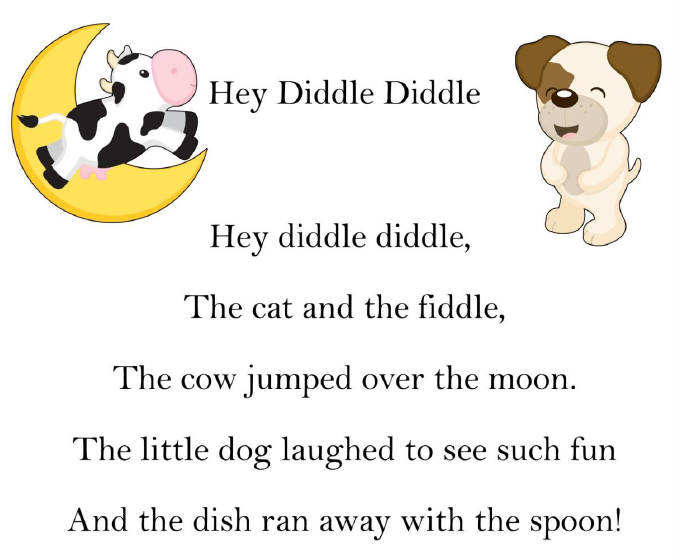 Hey Diddle Diddle
Hey diddle diddle,
The cat and the fiddle,
The cow jumped over the moon.
The little dog laughed to see such fun
And the dish ran away with the spoon!